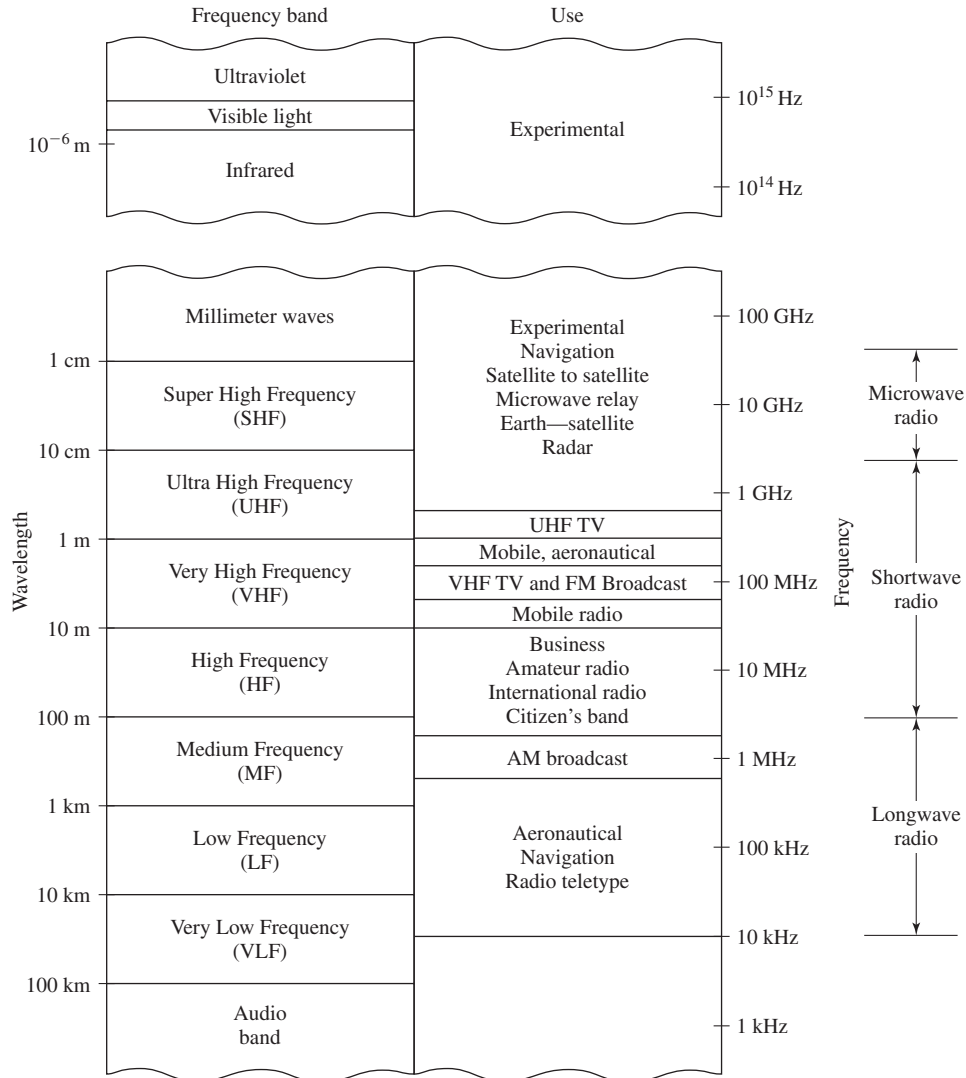 Frequency band
Use
Ultraviolet
Visible light
Infrared
Experimental
10⁻⁶ m
10¹⁵ Hz
10¹⁴ Hz
Wavelength
1 cm
10 cm
1 m
10 m
100 m
1 km
10 km
100 km
Millimeter waves
Super High Frequency
(SHF)
Ultra High Frequency
(UHF)
Very High Frequency
(VHF)
High Frequency
(HF)
Medium Frequency
(MF)
Low Frequency
(LF)
Very Low Frequency
(VLF)
Audio
band
Experimental
Navigation
Satellite to satellite
Microwave relay
Earth—satellite
Radar
UHF TV
Mobile, aeronautical
VHF TV and FM Broadcast
Mobile radio
Business
Amateur radio
International radio
Citizen's band
AM broadcast
Aeronautical
Navigation
Radio teletype
100 GHz
10 GHz
1 GHz
100 MHz
10 MHz
1 MHz
100 kHz
10 kHz
1 kHz
Frequency
Microwave
radio
Shortwave
radio
Longwave
radio